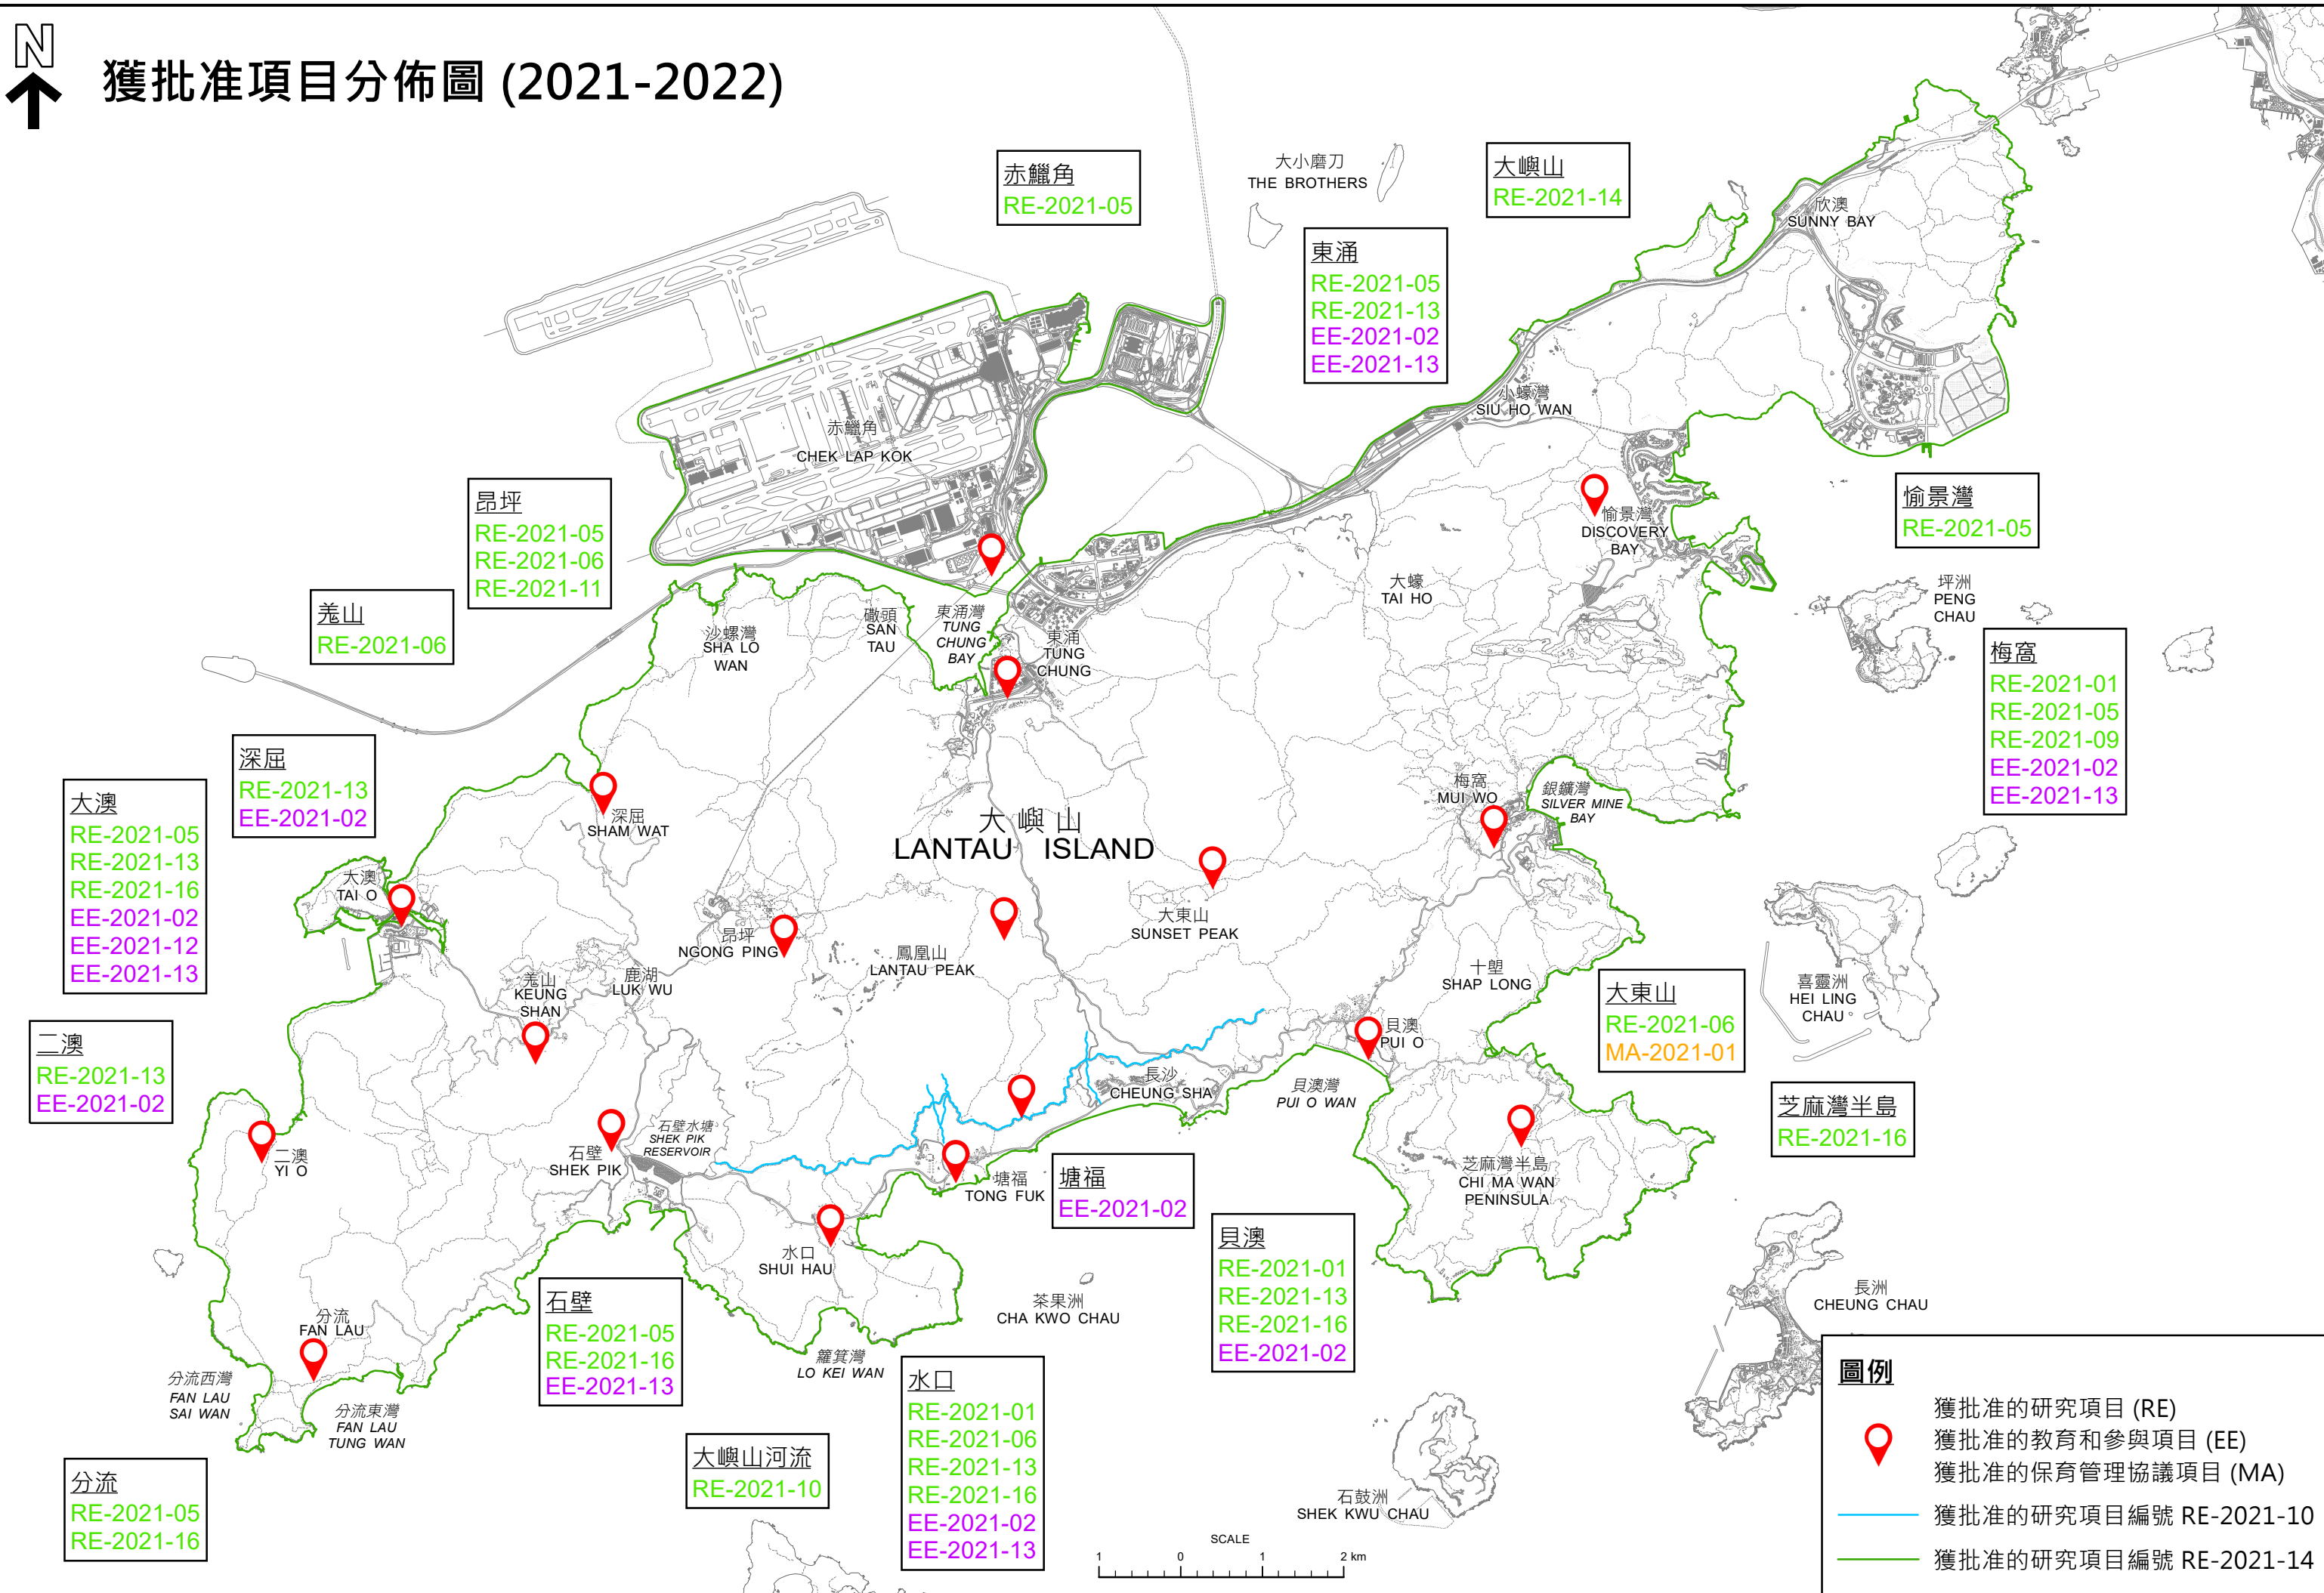 N
獲批准項目分佈圖 (2021-2022)
赤鱲角
RE-2021-05
大小磨刀
THE BROTHERS
大嶼山
RE-2021-14
東涌
RE-2021-05
RE-2021-13
EE-2021-02
EE-2021-13
欣澳
SUNNY BAY
小蠔灣
SIU HO WAN
赤鱲角
CHEK LAP KOK
昂坪
RE-2021-05
RE-2021-06
RE-2021-11
愉景灣
RE-2021-05
愉景灣
DISCOVERY
BAY
羗山
RE-2021-06
沙螺灣
SHA LO
WAN
䃟頭
SAN
TAU
東涌灣
TUNG
CHUNG
BAY
東涌
TUNG
CHUNG
大蠔
TAI HO
坪洲
PENG
CHAU
梅窩
RE-2021-01
RE-2021-05
RE-2021-09
EE-2021-02
EE-2021-13
深屈
RE-2021-13
EE-2021-02
大澳
RE-2021-05
RE-2021-13
RE-2021-16
EE-2021-02
EE-2021-12
EE-2021-13
深屈
SHAM WAT
大嶼山
LANTAU ISLAND
梅窩
MUI WO
銀鑛灣
SILVER MINE
BAY
大澳
TAI O
昂坪
NGONG PING
鳳凰山
LANTAU PEAK
大東山
SUNSET PEAK
羗山
KEUNG
SHAN
鹿湖
LUK WU
十塱
SHAP LONG
大東山
RE-2021-06
MA-2021-01
喜靈洲
HEI LING
CHAU
二澳
RE-2021-13
EE-2021-02
貝澳
PUI O
長沙
CHEUNG SHA
貝澳灣
PUI O WAN
芝麻灣半島
RE-2021-16
二澳
YI O
石壁
SHEK PIK
石壁水塘
SHEK PIK
RESERVOIR
塘福
TONG FUK
塘福
EE-2021-02
芝麻灣半島
CHI MA WAN
PENINSULA
水口
SHUI HAU
貝澳
RE-2021-01
RE-2021-13
RE-2021-16
EE-2021-02
石壁
RE-2021-05
RE-2021-16
EE-2021-13
茶果洲
CHA KWO CHAU
長洲
CHEUNG CHAU
分流
FAN LAU
籮箕灣
LO KEI WAN
分流西灣
FAN LAU
SAI WAN
分流東灣
FAN LAU
TUNG WAN
水口
RE-2021-01
RE-2021-06
RE-2021-13
RE-2021-16
EE-2021-02
EE-2021-13
大嶼山河流
RE-2021-10
分流
RE-2021-05
RE-2021-16
石鼓洲
SHEK KWU CHAU
SCALE
1 0 1 2 km
圖例
獲批准的研究項目 (RE)
獲批准的教育和參與項目 (EE)
獲批准的保育管理協議項目 (MA)
獲批准的研究項目編號 RE-2021-10
獲批准的研究項目編號 RE-2021-14